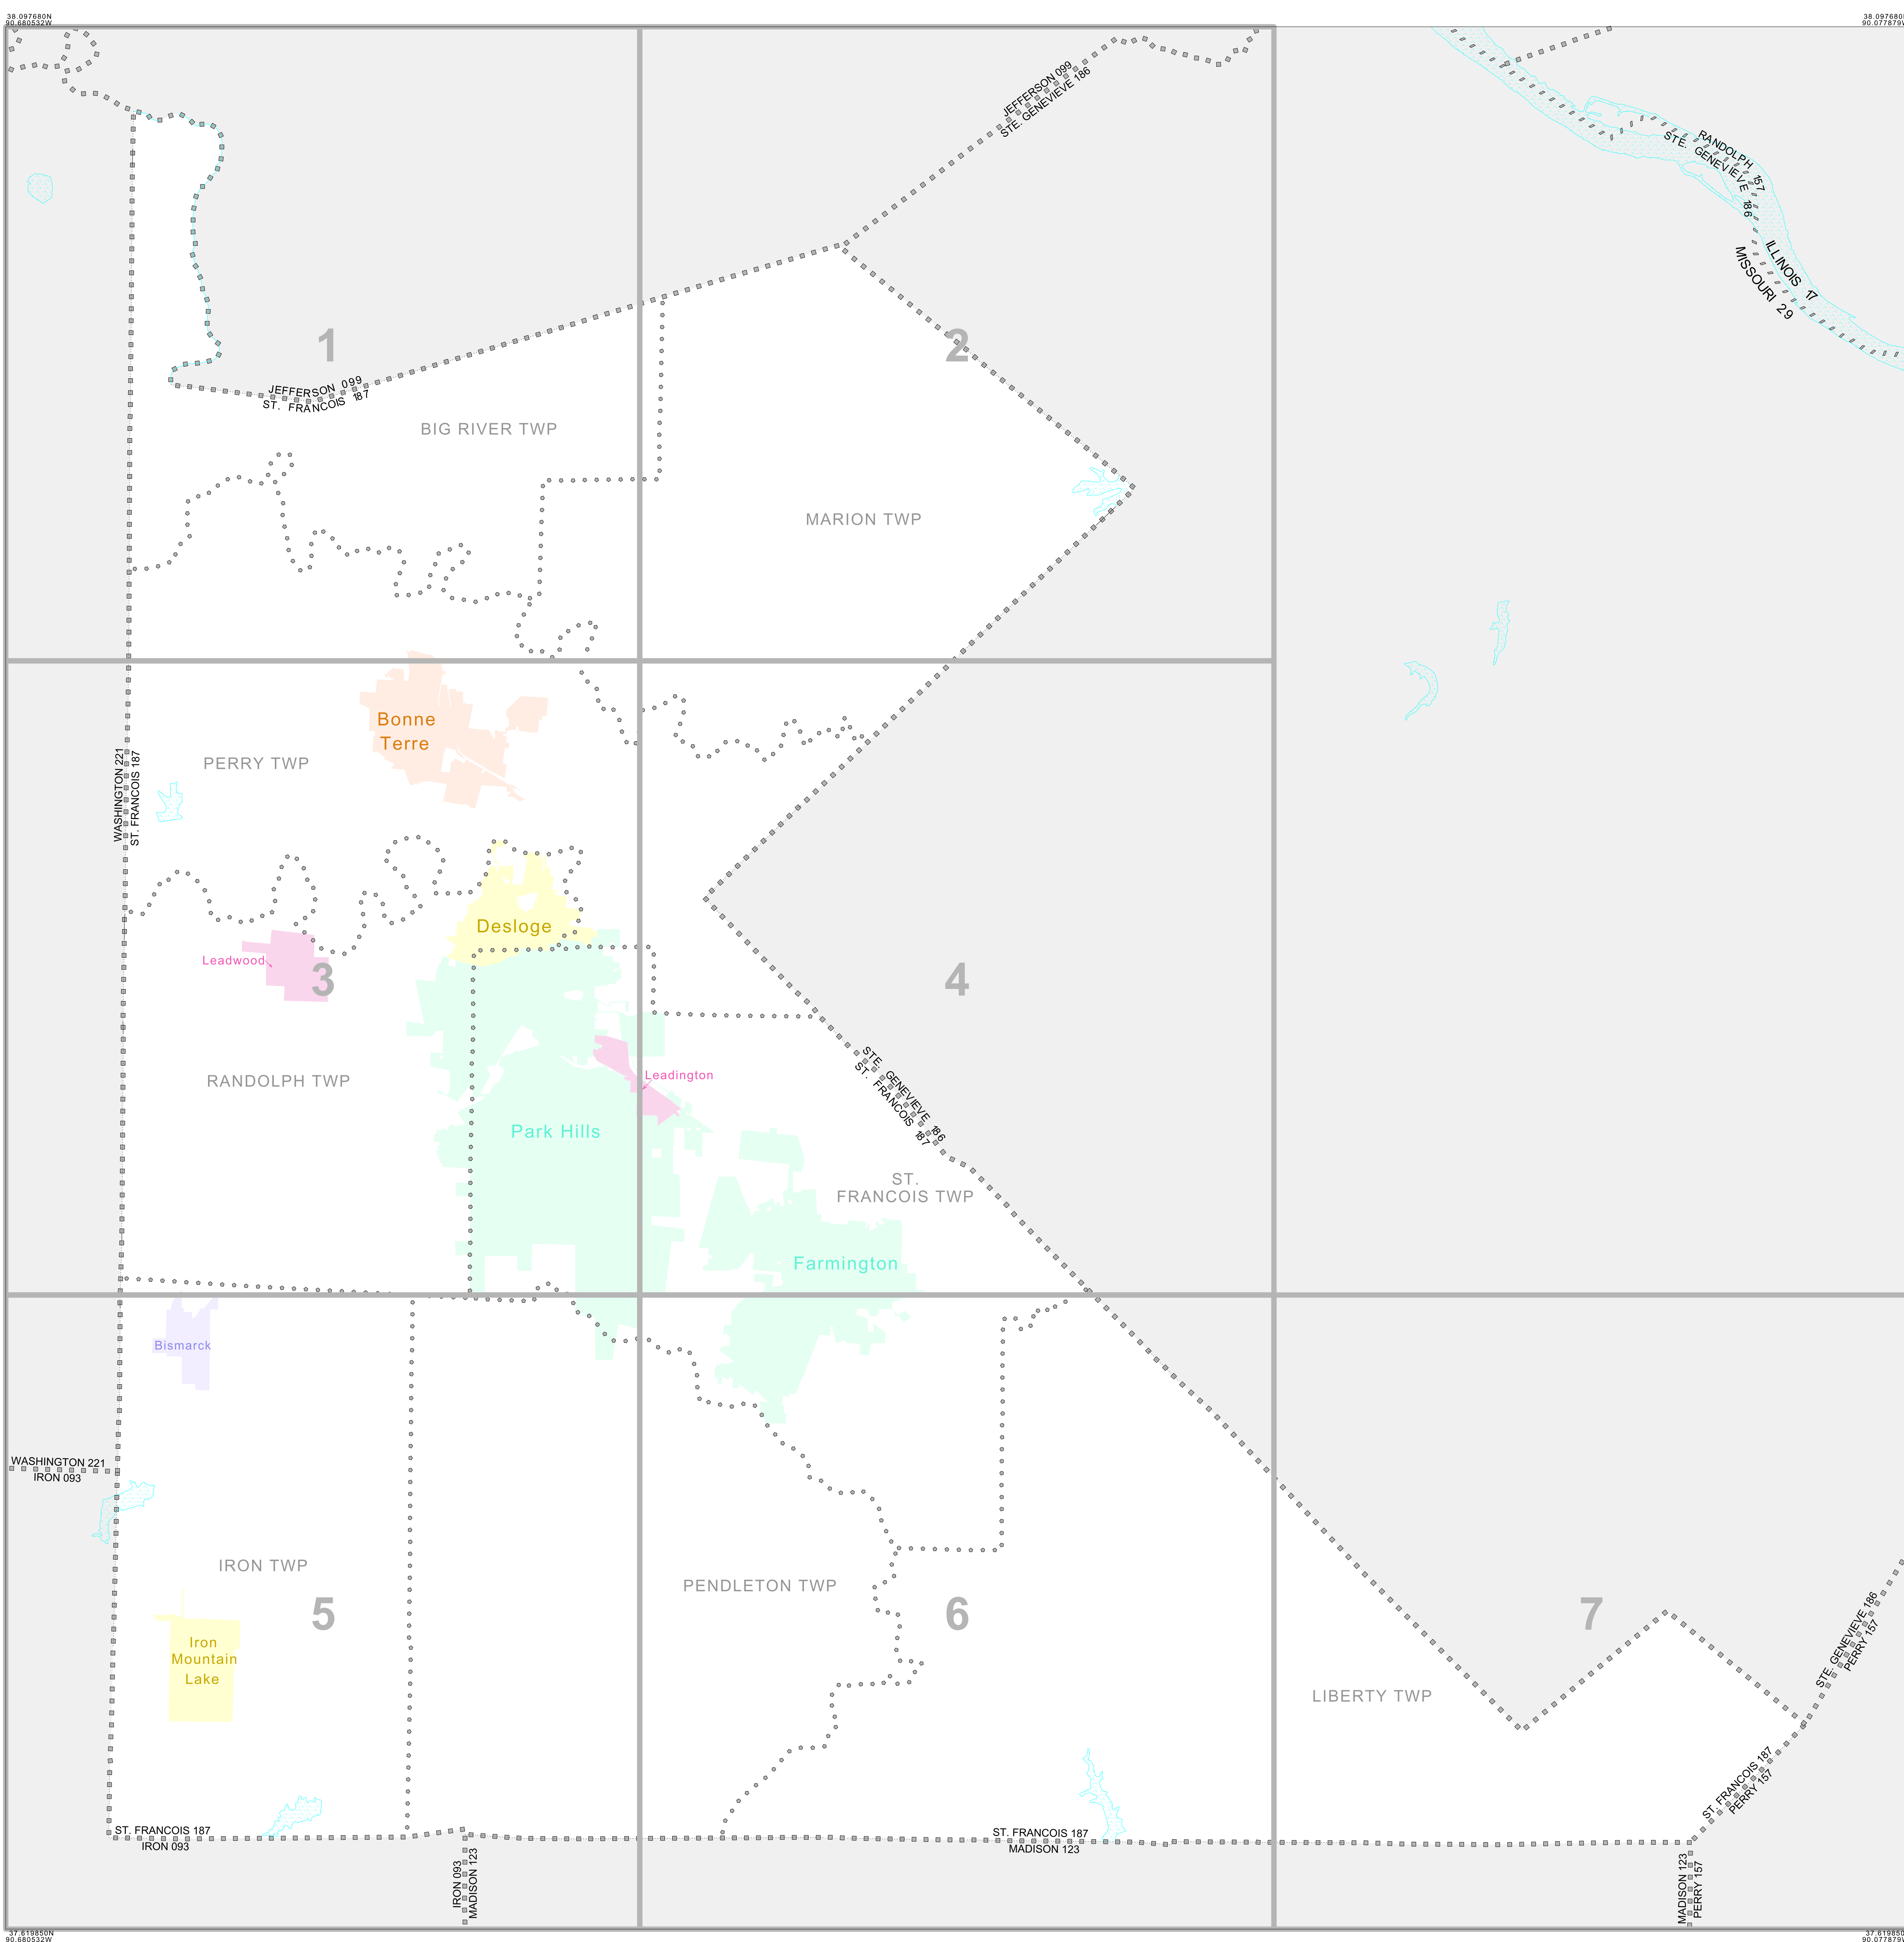 38.097680N
90.680532W
38.097680N
90.077879W
JEFFERSON 099
STE. GENEVIEVE 186
RANDOLPH 157
STE. GENEVIEVE 186
ILLINOIS 17
MISSOURI 29
1
2
JEFFERSON 099
ST. FRANCOIS 187
BIG RIVER TWP
MARION TWP
Bonne
Terre
PERRY TWP
WASHINGTON 221
ST. FRANCOIS 187
Desloge
Leadwood
3
4
STE. GENEVIEVE 186
ST. FRANCOIS 187
Leadington
RANDOLPH TWP
Park Hills
ST.
FRANCOIS TWP
Farmington
Bismarck
WASHINGTON 221
IRON 093
IRON TWP
PENDLETON TWP
5
6
7
Iron
Mountain
Lake
STE. GENEVIEVE 186
PERRY 157
LIBERTY TWP
ST. FRANCOIS 187
PERRY 157
ST. FRANCOIS 187
IRON 093
ST. FRANCOIS 187
MADISON 123
IRON 093
MADISON 123
MADISON 123
PERRY 157
37.619850N
90.680532W
37.619850N
90.077879W